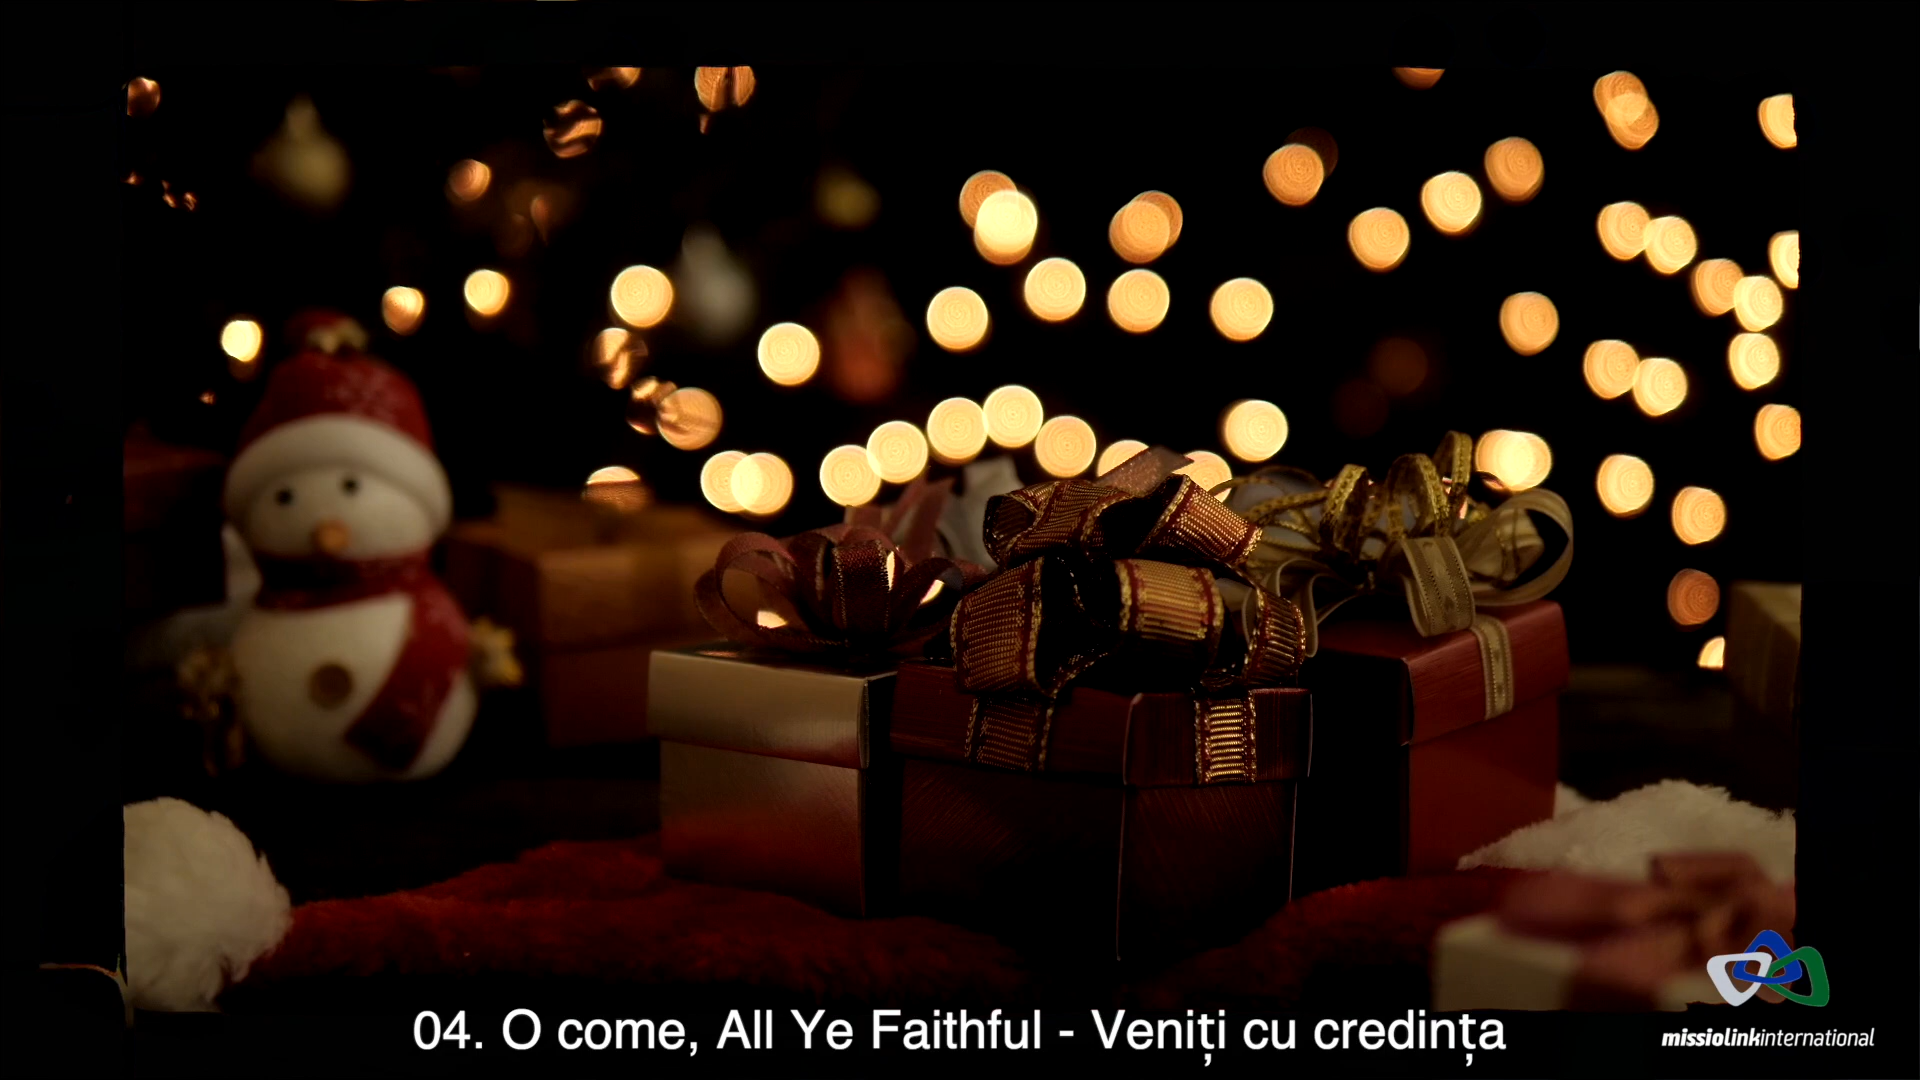 04. O come, All Ye Faithful - Veniți cu credința
missiolinkinternational